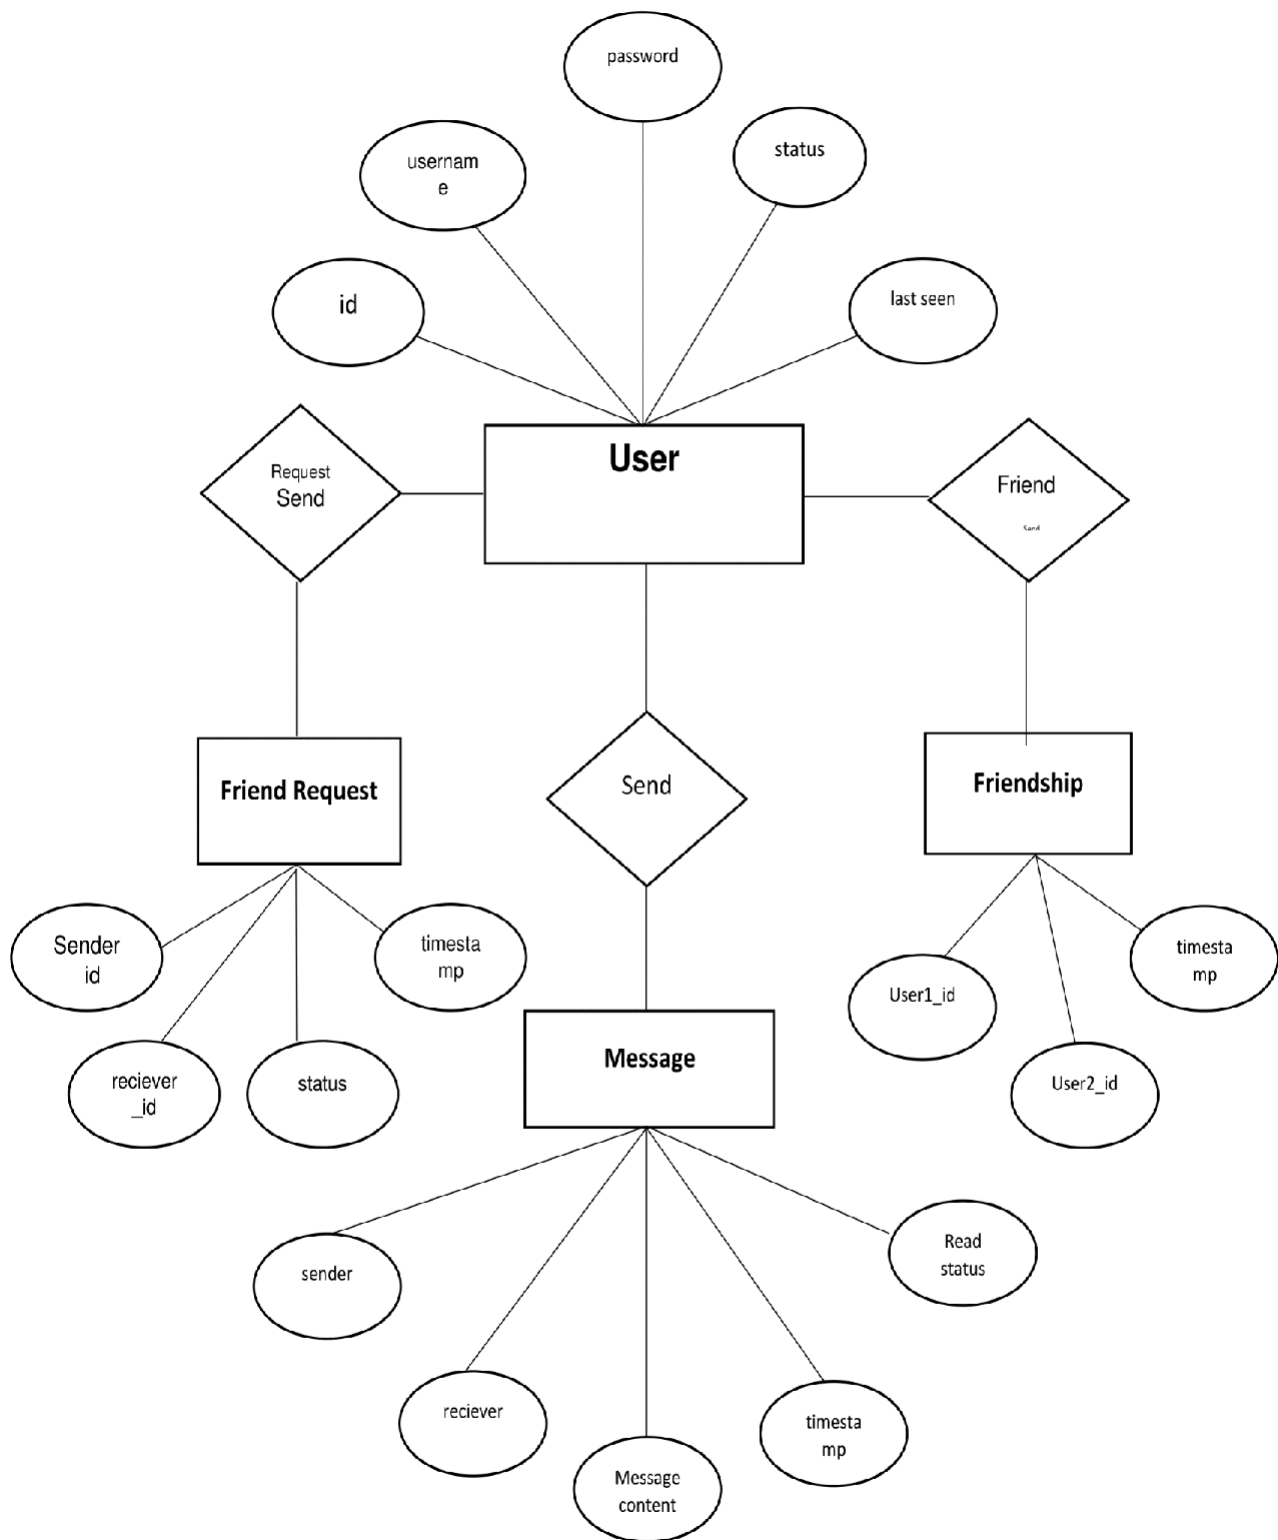 password
status
usernam
e
last seen
id
User
Request
Send
Friend
Send
Send
Friend Request
Friendship
Sender
id
timesta
mp
timesta
mp
User1_id
reciever
_id
status
User2_id
Message
sender
Read
status
reciever
timesta
mp
Message
content